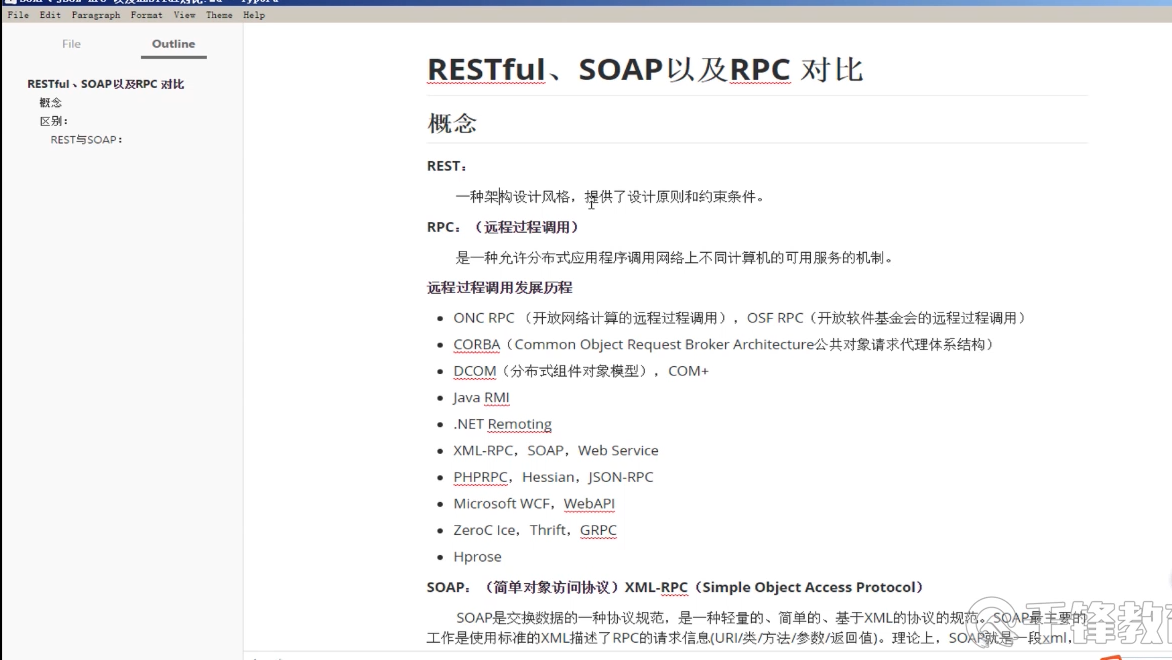 File Edit Paragraph Format View Theme Help
File Outline
RESTful、SOAP以及RPC 对比
概念
区别：
REST与SOAP：
RESTful、SOAP以及RPC 对比
概念
REST：
一种架构设计风格，提供了设计原则和约束条件。
RPC：（远程过程调用）
是一种允许分布式应用程序调用网络上不同计算机的可用服务的机制。
远程过程调用发展历程
ONC RPC （开放网络计算的远程过程调用），OSF RPC（开放软件基金会的远程过程调用）
CORBA（Common Object Request Broker Architecture公共对象请求代理体系结构）
DCOM（分布式组件对象模型），COM+
Java RMI
.NET Remoting
XML-RPC，SOAP，Web Service
PHPRPC，Hessian，JSON-RPC
Microsoft WCF，WebAPI
ZeroC Ice，Thrift，GRPC
Hprose
SOAP：（简单对象访问协议）XML-RPC（Simple Object Access Protocol）
SOAP是交换数据的一种协议规范，是一种轻量的、简单的、基于XML的协议的规范。SOAP最主要的
工作是使用标准的XML描述了RPC的请求信息(URI/类/方法/参数/返回值)。理论上，SOAP就是一段xml，
千锋教育